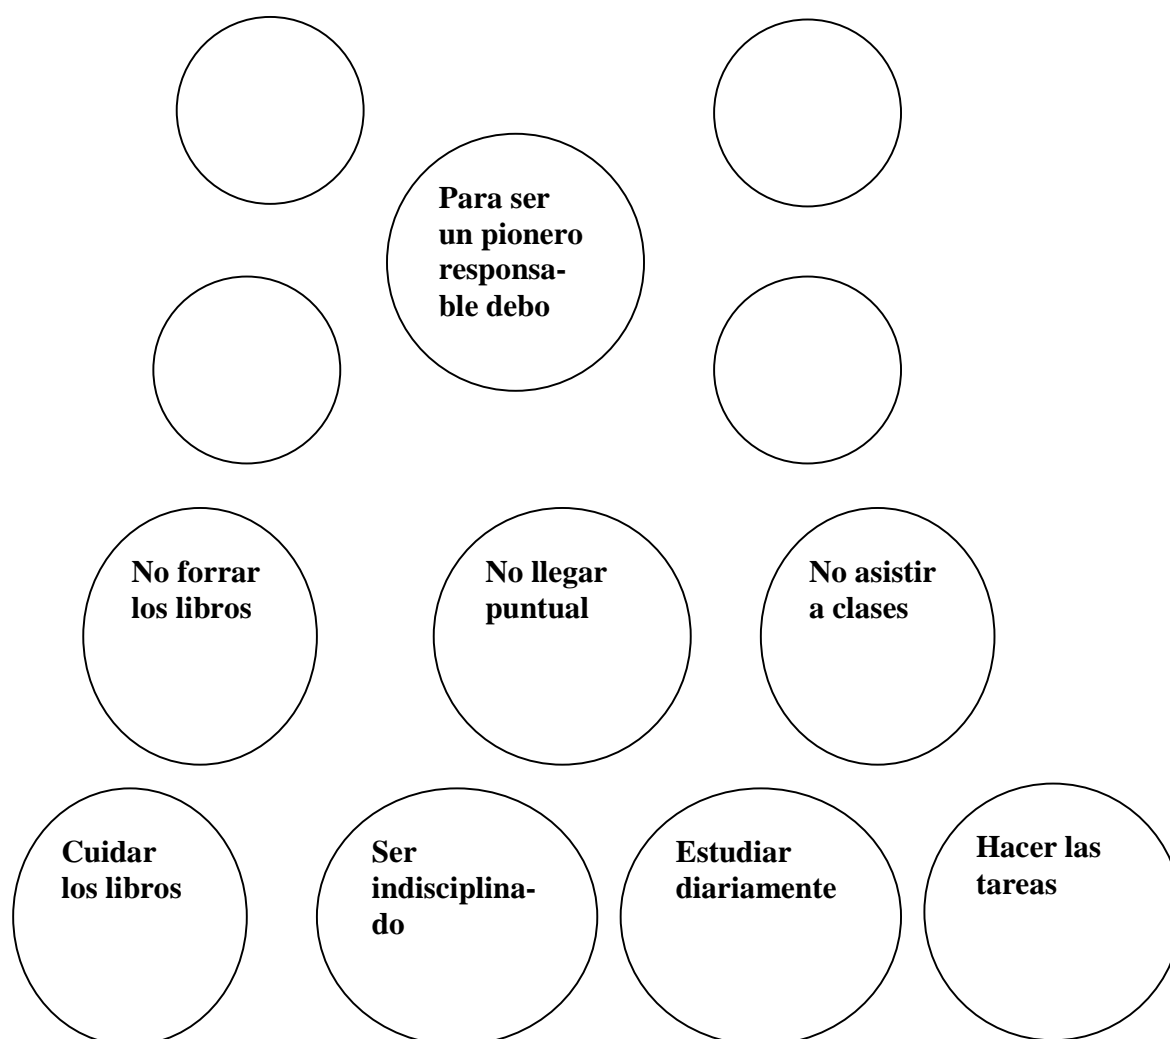 Para ser
un pionero
responsa-
ble debo
No forrar
los libros
No llegar
puntual
No asistir
a clases
Cuidar
los libros
Ser
indisciplina-
do
Estudiar
diariamente
Hacer las
tareas